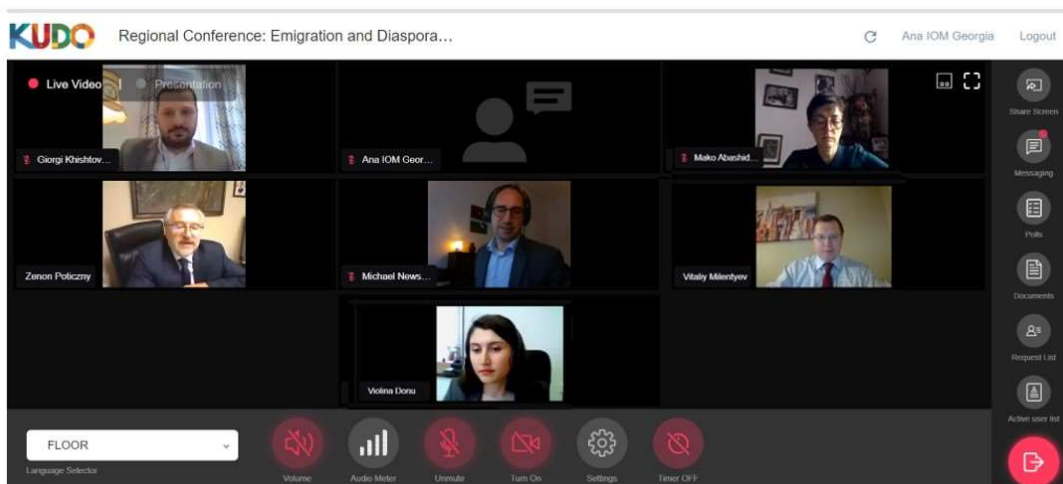 KUDO
Regional Conference: Emigration and Diaspora…
Ana IOM Georgia
Logout
Live Video
Presentation
Giorgi Khishtov...
Ana IOM Geor...
Mako Abashid...
Zenon Poticzny
Michael News...
Vitaliy Milentyev
Violina Donu
Share Screen
Messaging
Polls
Documents
Request List
Active user list
FLOOR
Language Selector
Volume
Audio Meter
Unmute
Turn On
Settings
Timer OFF